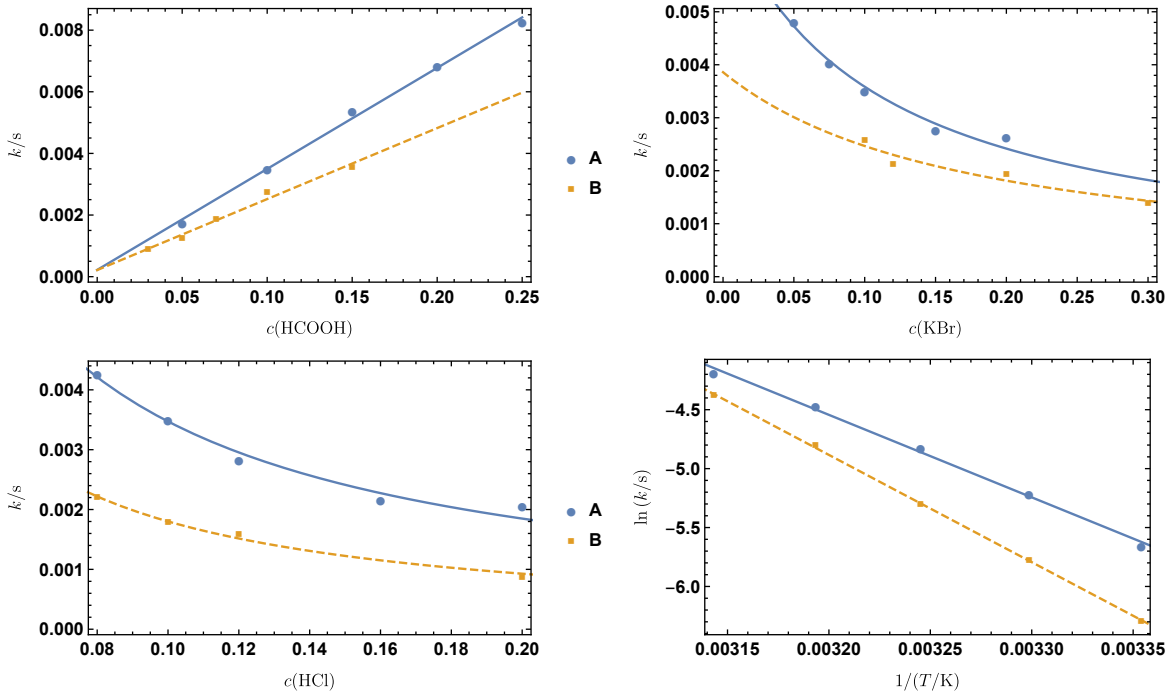 0.008
0.006
0.004
0.002
0.000
k/s
0.00 0.05 0.10 0.15 0.20 0.25
c(HCOOH)
A
B
0.005
0.004
0.003
0.002
0.001
0.000
k/s
0.00 0.05 0.10 0.15 0.20 0.25 0.30
c(KBr)
0.004
0.003
0.002
0.001
0.000
k/s
0.08 0.10 0.12 0.14 0.16 0.18 0.20
c(HCl)
A
B
-4.5
-5.0
-5.5
-6.0
ln (k/s)
0.00315 0.00320 0.00325 0.00330 0.00335
1/(T/K)